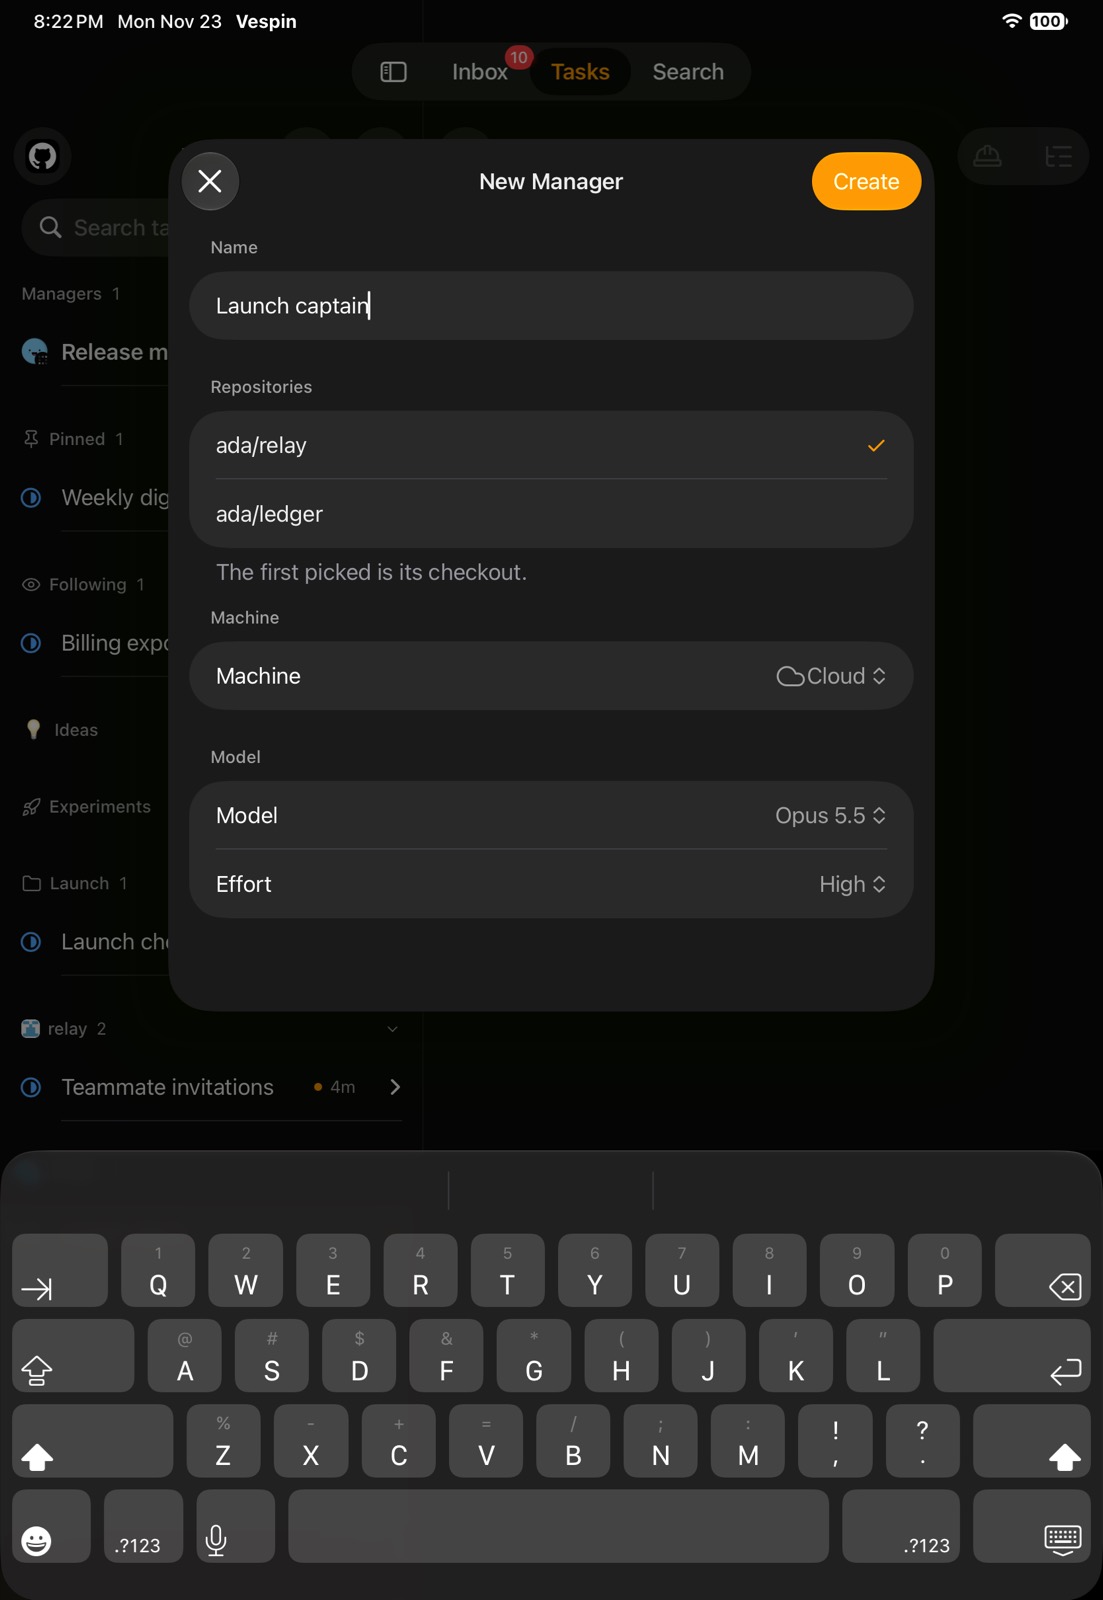 8:22 PM Mon Nov 23 Vespin
100
Inbox 10 Tasks Search
New Manager
Create
Search ta
Name
Launch captain
Managers 1
Release m
Repositories
ada/relay
ada/ledger
The first picked is its checkout.
Pinned 1
Weekly dig
Following 1
Billing expo
Machine
Machine Cloud
Ideas
Model
Model Opus 5.5
Effort High
Experiments
Launch 1
Launch che
relay 2
Teammate invitations 4m
1 2 3 4 5 6 7 8 9 0
Q W E R T Y U I O P
@ # $ & * ( ) ' "
A S D F G H J K L
% - + = / ; : ! ?
Z X C V B N M , .
.?123 .?123